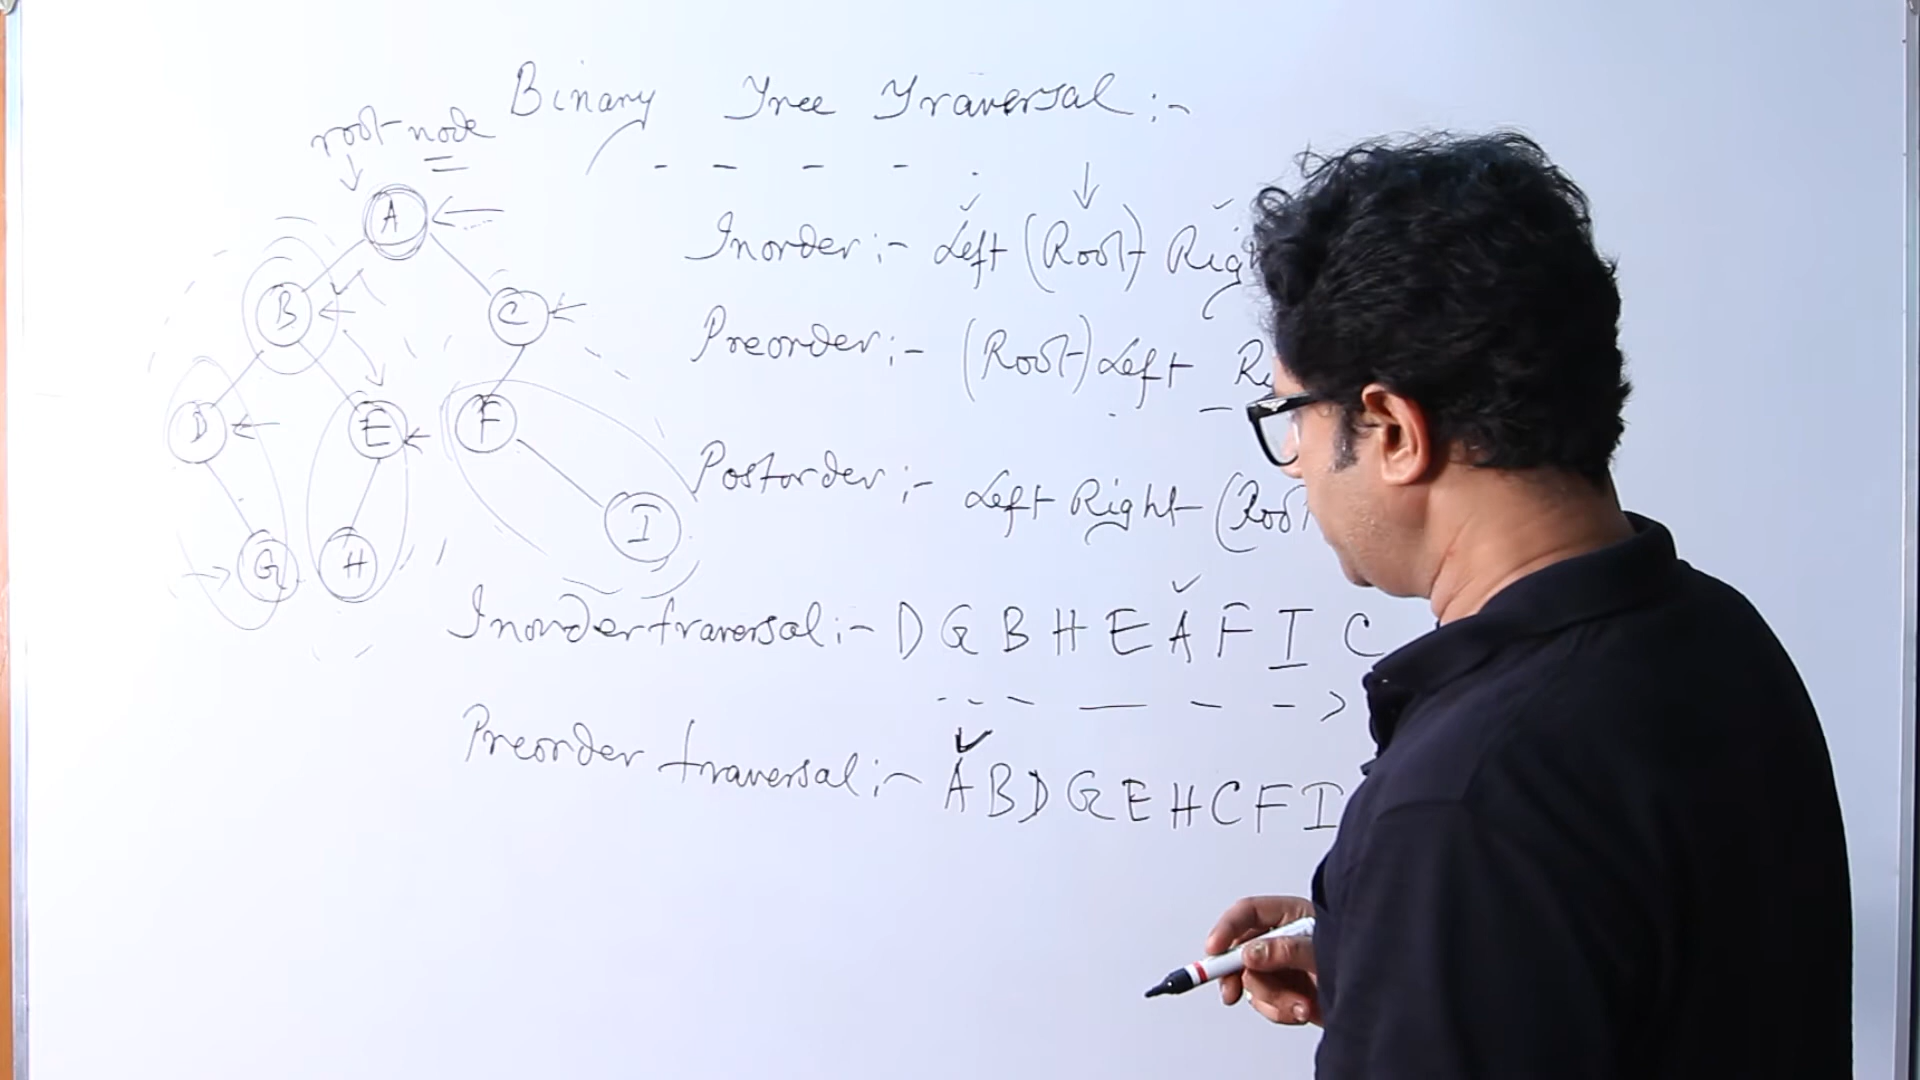 Binary Tree Traversal :-
root node
A
Inorder :- Left (Root) Right
B
C
Preorder :- (Root) Left
D
E
F
Postorder :- Left Right (Root
I
G
H
Inorder traversal :- D G B H E A F I C
Preorder traversal :- A B D G E H C F I